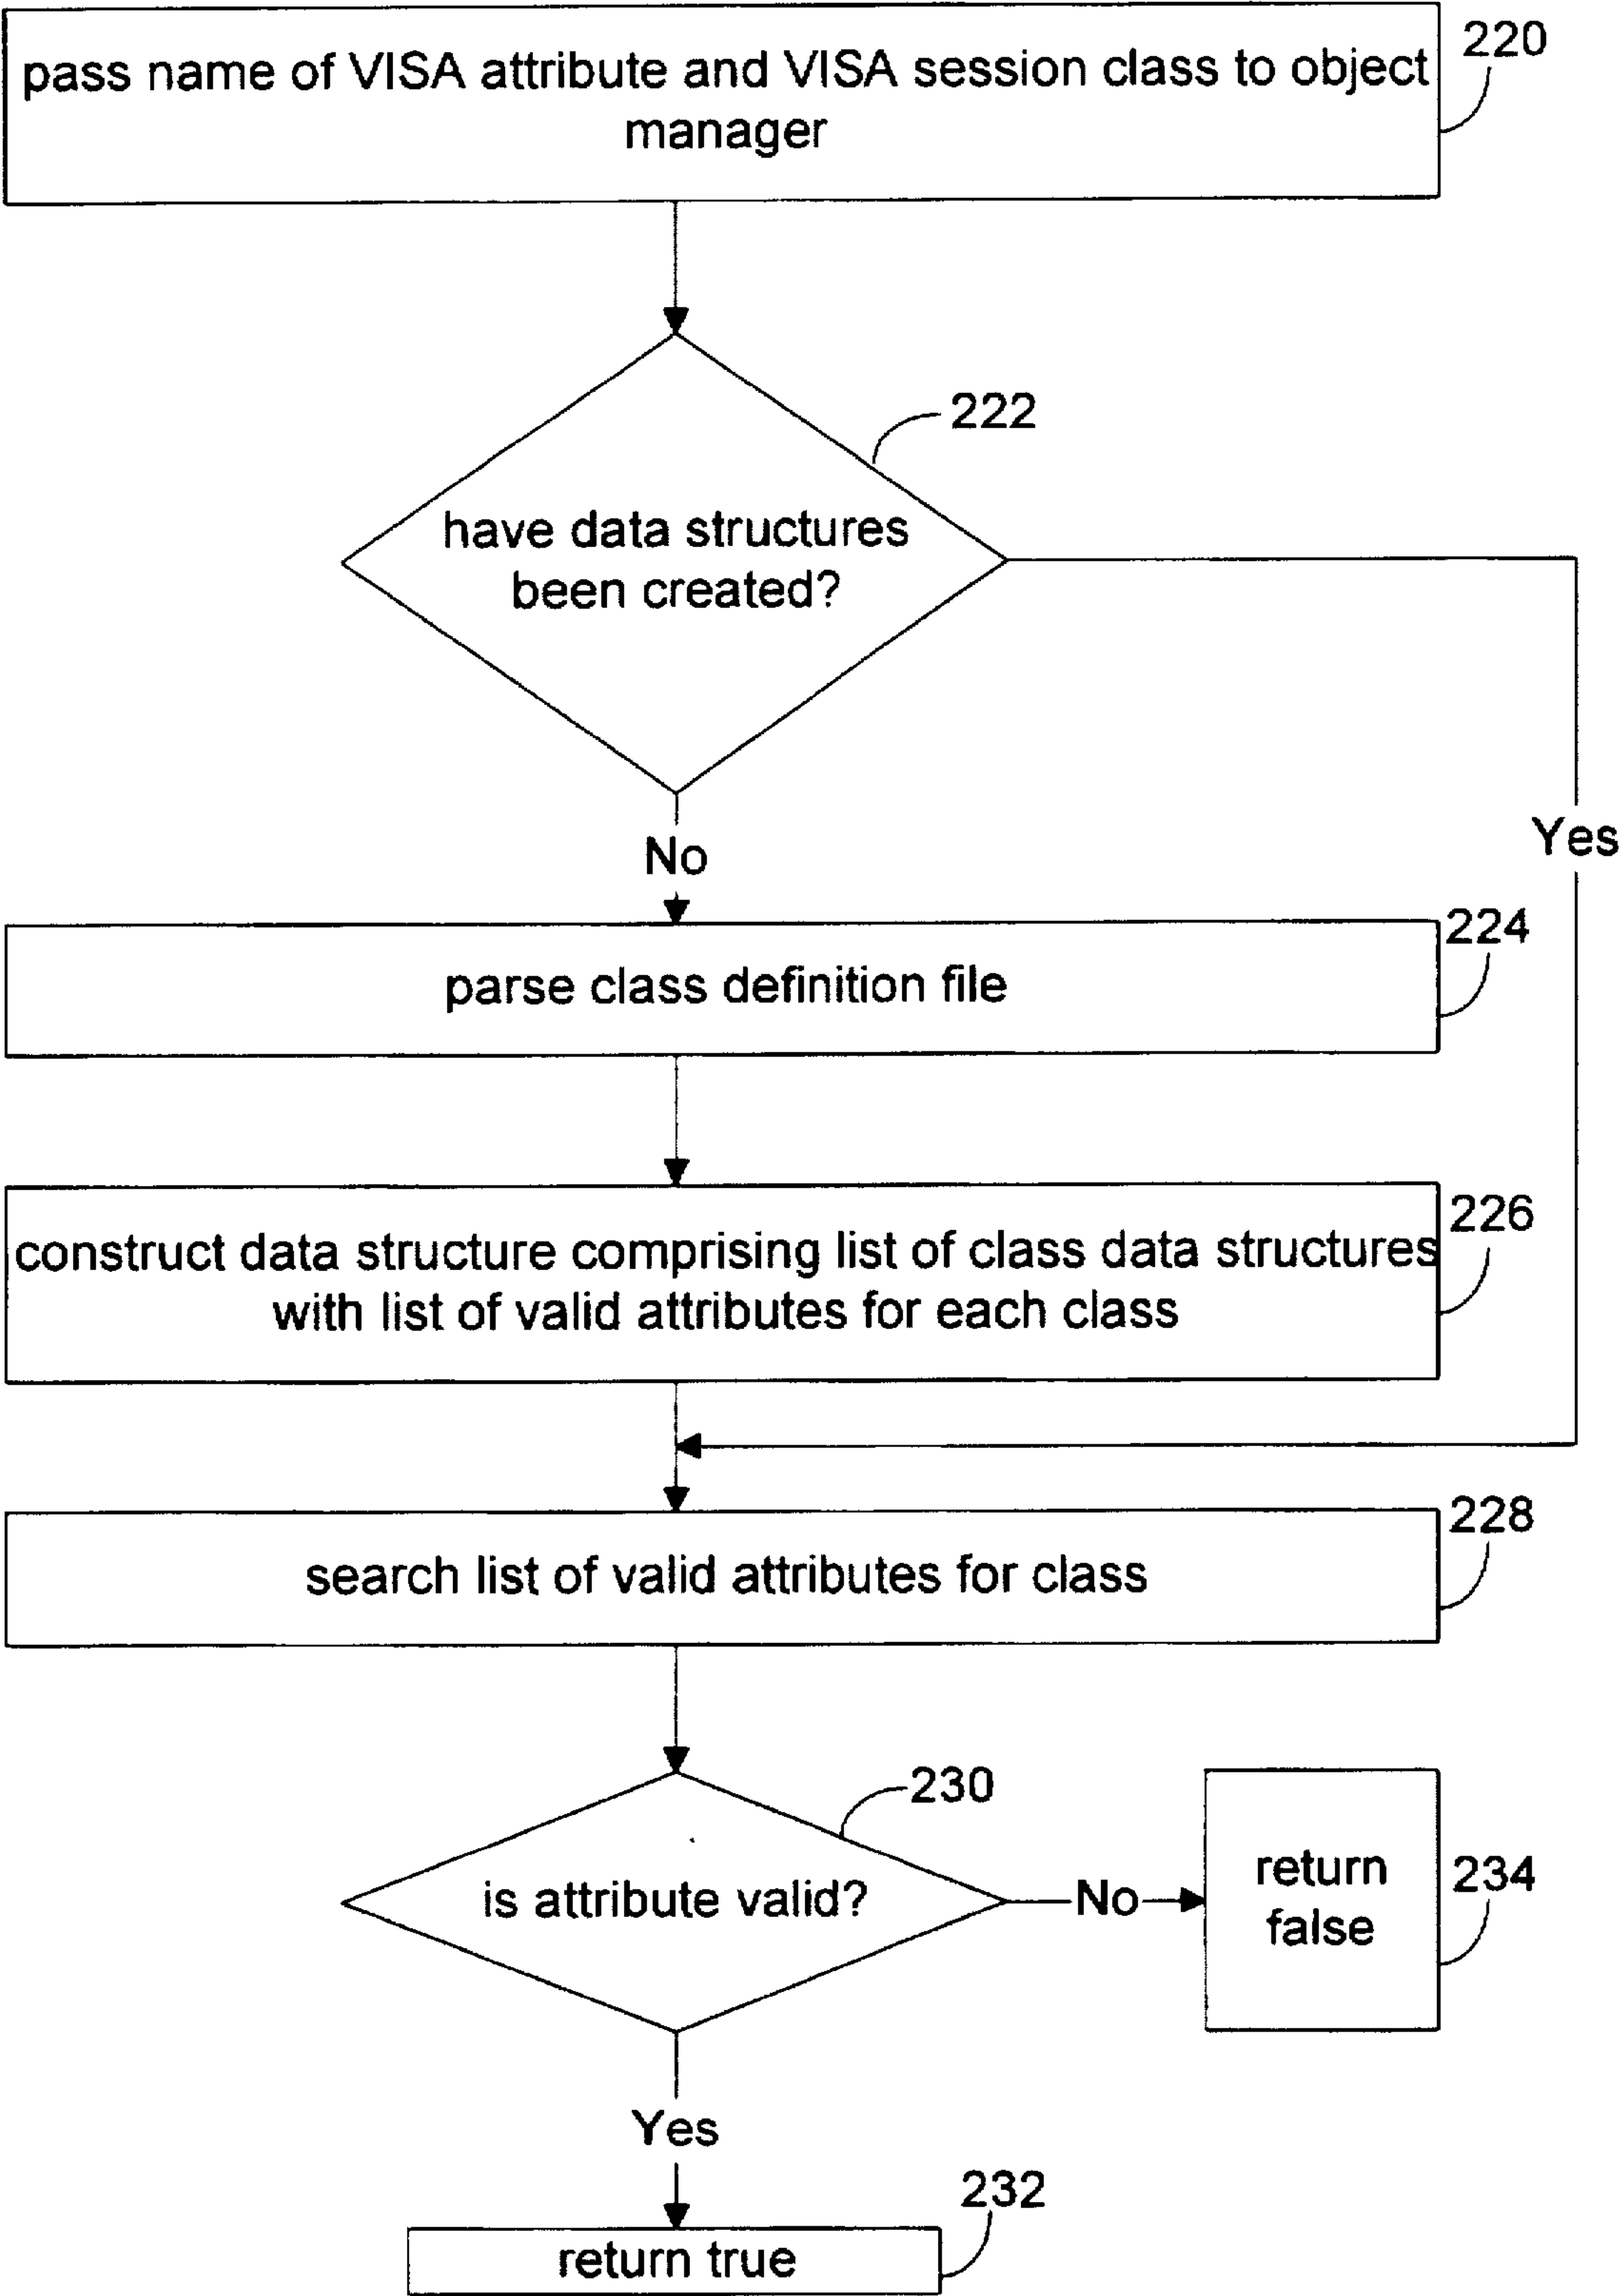 pass name of VISA attribute and VISA session class to object
manager
220
222
have data structures
been created?
Yes
No
224
parse class definition file
226
construct data structure comprising list of class data structures
with list of valid attributes for each class
228
search list of valid attributes for class
230
is attribute valid?
No
return
false
234
Yes
232
return true